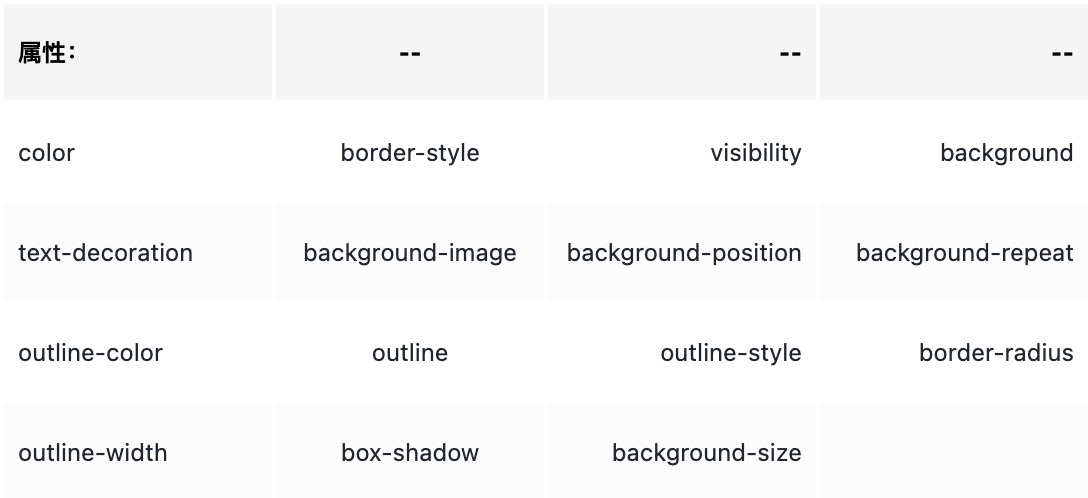 属性： -- -- --
color border-style visibility background
text-decoration background-image background-position background-repeat
outline-color outline outline-style border-radius
outline-width box-shadow background-size